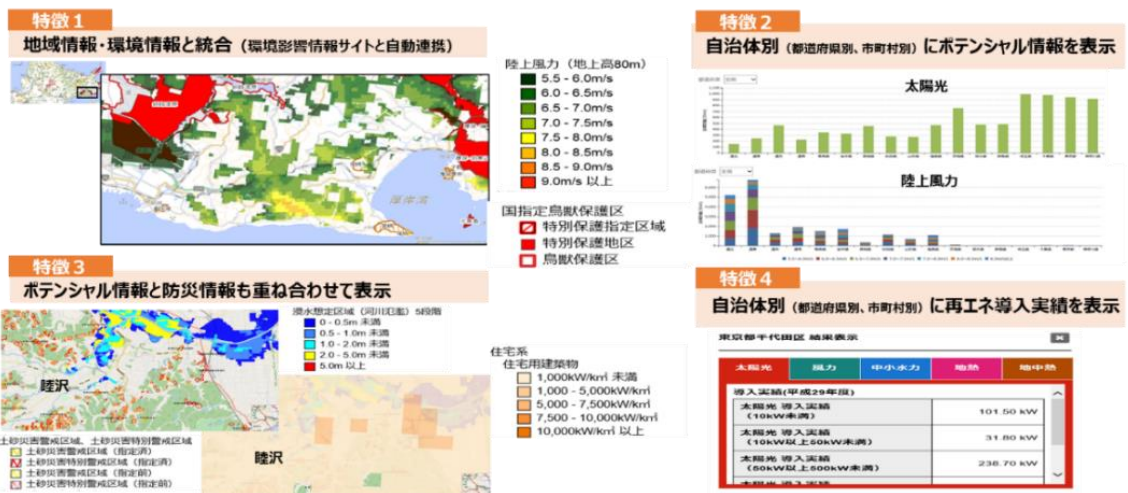 特徴1
地域情報・環境情報と統合（環境影響情報サイトと自動連携）
陸上風力（地上高80m）
5.5 - 6.0m/s
6.0 - 6.5m/s
6.5 - 7.0m/s
7.0 - 7.5m/s
7.5 - 8.0m/s
8.0 - 8.5m/s
8.5 - 9.0m/s
9.0m/s 以上
国指定鳥獣保護区
特別保護指定区域
特別保護地区
鳥獣保護区
特徴2
自治体別（都道府県別、市町村別）にポテンシャル情報を表示
太陽光
陸上風力
特徴3
ポテンシャル情報と防災情報も重ね合わせて表示
浸水想定区域（河川氾濫）5段階
0 - 0.5m 未満
0.5 - 1.0m 未満
1.0 - 2.0m 未満
2.0 - 5.0m 未満
5.0m 以上
睦沢
土砂災害警戒区域、土砂災害特別警戒区域
土砂災害警戒区域（指定済）
土砂災害特別警戒区域（指定済）
土砂災害警戒区域（指定前）
土砂災害特別警戒区域（指定前）
睦沢
住宅系
住宅用建築物
1,000kW/km² 未満
1,000 - 5,000kW/km²
5,000 - 7,500kW/km²
7,500 - 10,000kW/km²
10,000kW/km² 以上
特徴4
自治体別（都道府県別、市町村別）に再エネ導入実績を表示
東京都千代田区 結果表示
太陽光
風力
中小水力
地熱
地中熱
導入実績(平成29年度)
太陽光 導入実績
（10kW未満）
101.50 kW
太陽光 導入実績
（10kW以上50kW未満）
31.80 kW
太陽光 導入実績
（50kW以上500kW未満）
238.70 kW